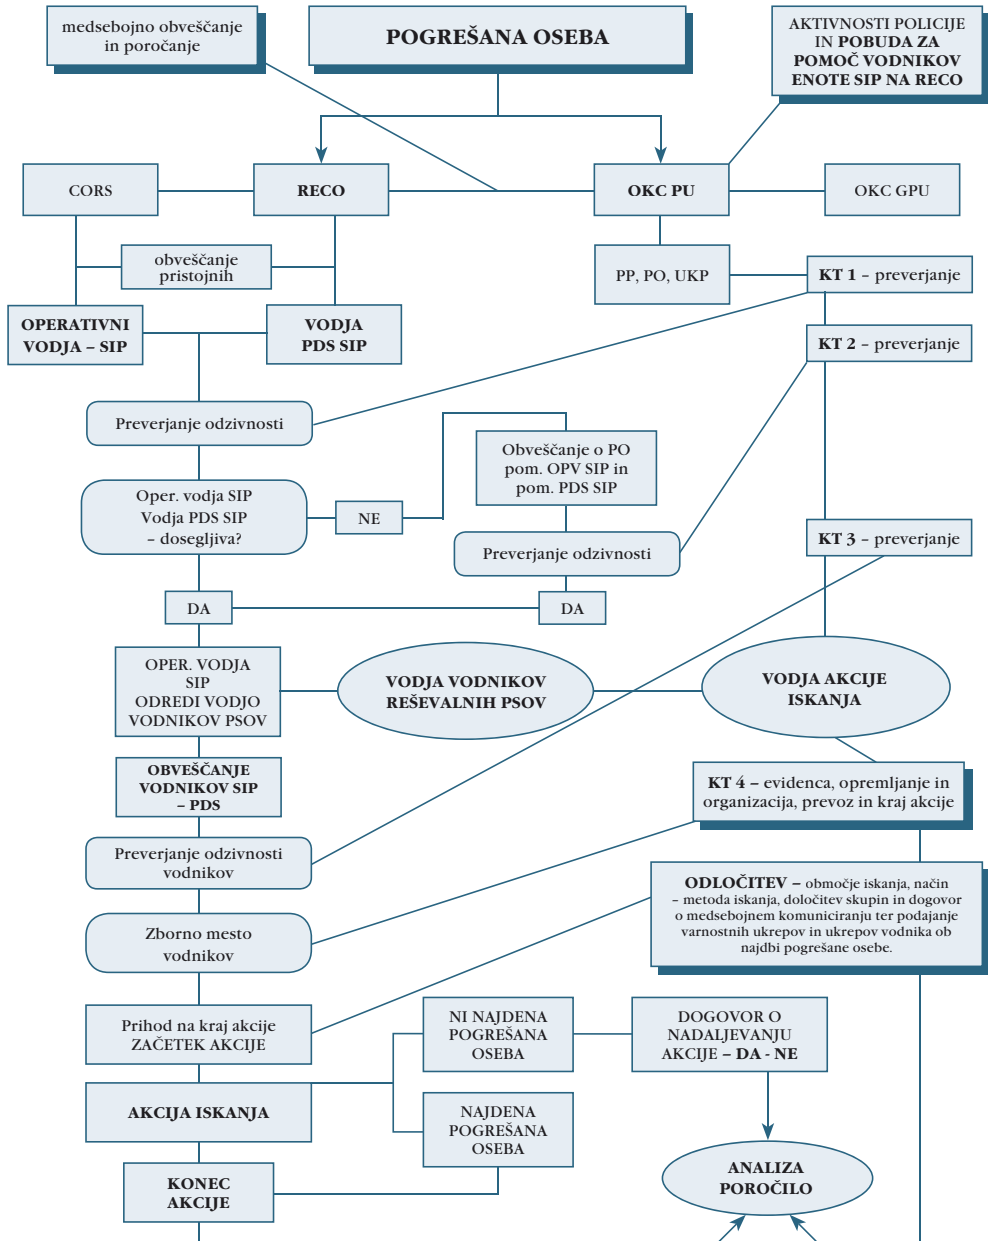 medsebojno obveščanje
in poročanje
POGREŠANA OSEBA
AKTIVNOSTI POLICIJE
IN POBUDA ZA
POMOČ VODNIKOV
ENOTE SIP NA RECO
CORS
RECO
OKC PU
OKC GPU
obveščanje
pristojnih
PP, PO, UKP
KT 1 – preverjanje
OPERATIVNI
VODJA – SIP
VODJA
PDS SIP
KT 2 – preverjanje
Preverjanje odzivnosti
Obveščanje o PO
pom. OPV SIP in
pom. PDS SIP
Oper. vodja SIP
Vodja PDS SIP
– dosegljiva?
NE
Preverjanje odzivnosti
KT 3 – preverjanje
DA
DA
OPER. VODJA
SIP
ODREDI VODJO
VODNIKOV PSOV
VODJA VODNIKOV
REŠEVALNIH PSOV
VODJA AKCIJE
ISKANJA
OBVEŠČANJE
VODNIKOV SIP
– PDS
KT 4 – evidenca, opremljanje in
organizacija, prevoz in kraj akcije
Preverjanje odzivnosti
vodnikov
ODLOČITEV – območje iskanja, način
– metoda iskanja, določitev skupin in dogovor
o medsebojnem komuniciranju ter podajanje
varnostnih ukrepov in ukrepov vodnika ob
najdbi pogrešane osebe.
Zborno mesto
vodnikov
Prihod na kraj akcije
ZAČETEK AKCIJE
NI NAJDENA
POGREŠANA
OSEBA
DOGOVOR O
NADALJEVANJU
AKCIJE – DA - NE
AKCIJA ISKANJA
NAJDENA
POGREŠANA
OSEBA
KONEC
AKCIJE
ANALIZA
POROČILO